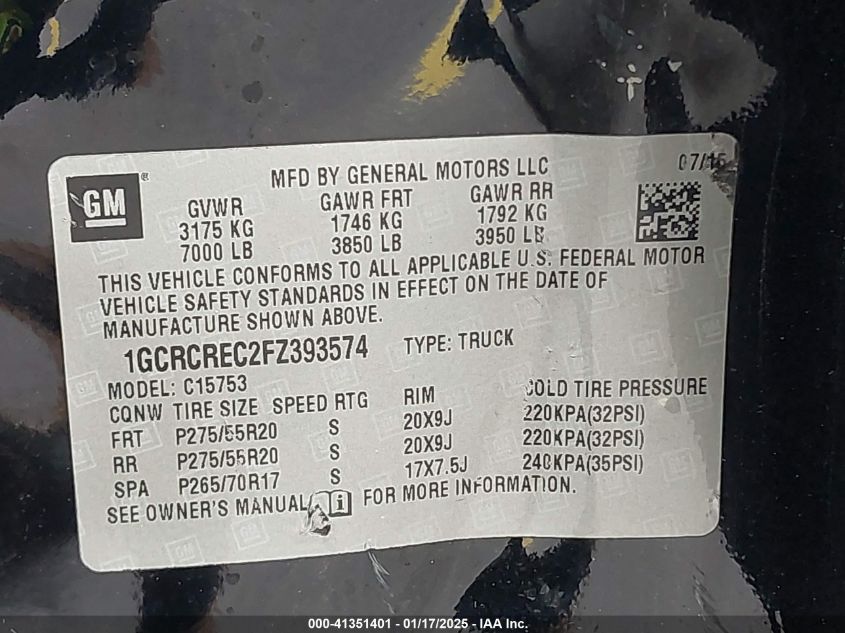 MFD BY GENERAL MOTORS LLC 07/15
GM ®
GVWR GAWR FRT GAWR RR
3175 KG 1746 KG 1792 KG
7000 LB 3850 LB 3950 LB
THIS VEHICLE CONFORMS TO ALL APPLICABLE U.S. FEDERAL MOTOR
VEHICLE SAFETY STANDARDS IN EFFECT ON THE DATE OF
MANUFACTURE SHOWN ABOVE.
1GCRCREC2FZ393574 TYPE: TRUCK
MODEL: C15753
CQNW TIRE SIZE SPEED RTG RIM COLD TIRE PRESSURE
FRT P275/55R20 S 20X9J 220KPA(32PSI)
RR P275/55R20 S 20X9J 220KPA(32PSI)
SPA P265/70R17 S 17X7.5J 240KPA(35PSI)
SEE OWNER'S MANUAL i FOR MORE INFORMATION.
000-41351401 - 01/17/2025 - IAA Inc.